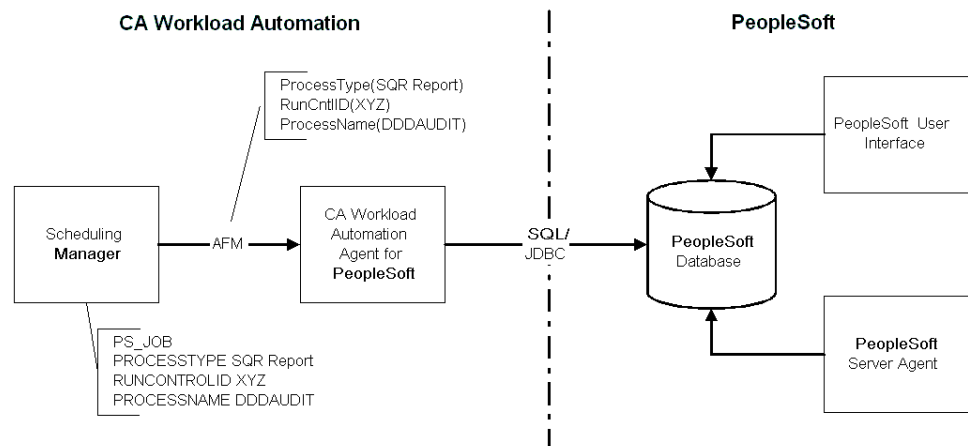 CA Workload Automation
PeopleSoft
ProcessType(SQR Report)
RunCntlID(XYZ)
ProcessName(DDDAUDIT)
Scheduling
Manager
AFM
CA Workload
Automation
Agent for
PeopleSoft
SQL/
JDBC
PeopleSoft
Database
PeopleSoft User
Interface
PeopleSoft
Server Agent
PS_JOB
PROCESSTYPE SQR Report
RUNCONTROLID XYZ
PROCESSNAME DDDAUDIT